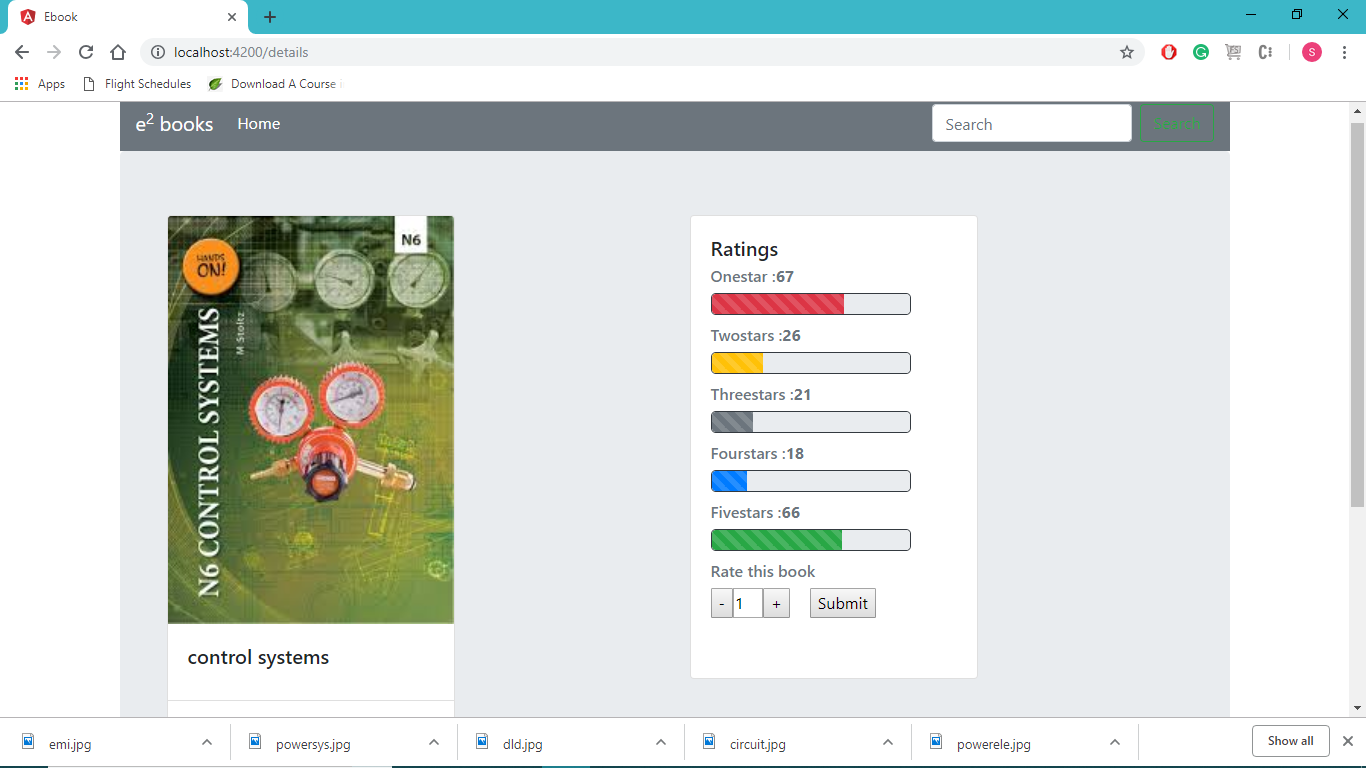 Ebook
localhost:4200/details
S
Apps
Flight Schedules
Download A Course i
e2 books
Home
Search
Search
N6
HANDS
ON!
N6 CONTROL SYSTEMS
M Stoltz
control systems
Ratings
Onestar :67
Twostars :26
Threestars :21
Fourstars :18
Fivestars :66
Rate this book
- 1 +
Submit
emi.jpg
powersys.jpg
dld.jpg
circuit.jpg
powerele.jpg
Show all